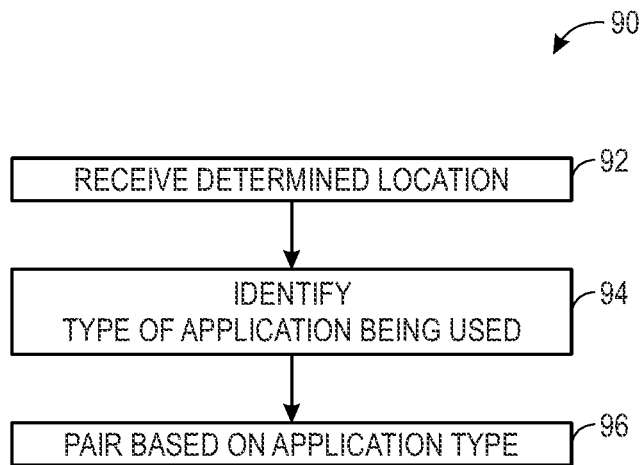 90
RECEIVE DETERMINED LOCATION
92
IDENTIFY
TYPE OF APPLICATION BEING USED
94
PAIR BASED ON APPLICATION TYPE
96